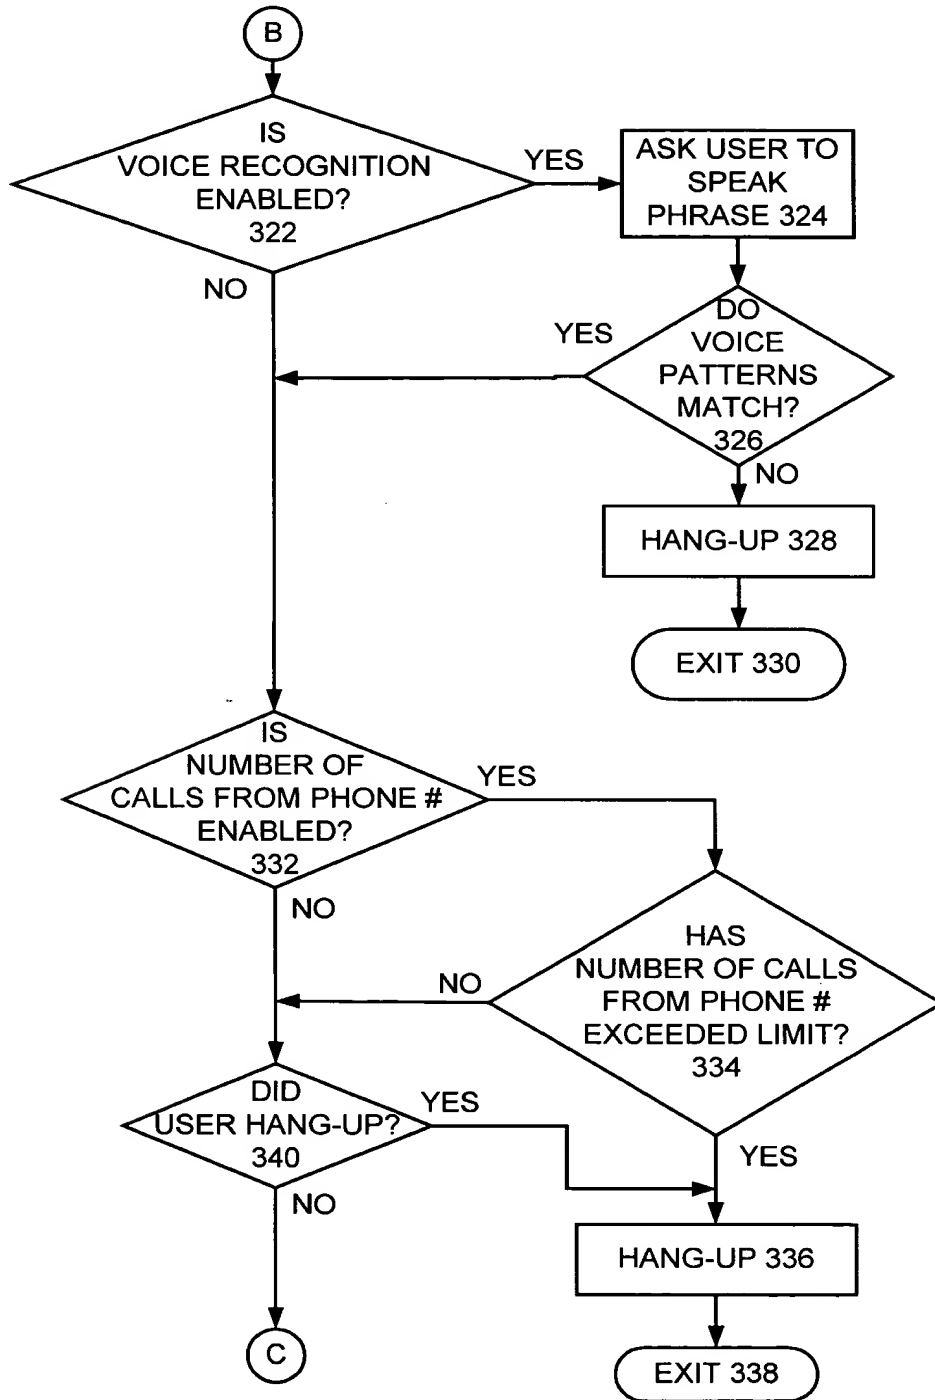 B
IS
VOICE RECOGNITION
ENABLED?
322
YES
ASK USER TO
SPEAK
PHRASE 324
NO
DO
VOICE
PATTERNS
MATCH?
326
YES
NO
HANG-UP 328
EXIT 330
IS
NUMBER OF
CALLS FROM PHONE #
ENABLED?
332
YES
NO
HAS
NUMBER OF CALLS
FROM PHONE #
EXCEEDED LIMIT?
334
NO
DID
USER HANG-UP?
340
YES
YES
NO
HANG-UP 336
C
EXIT 338